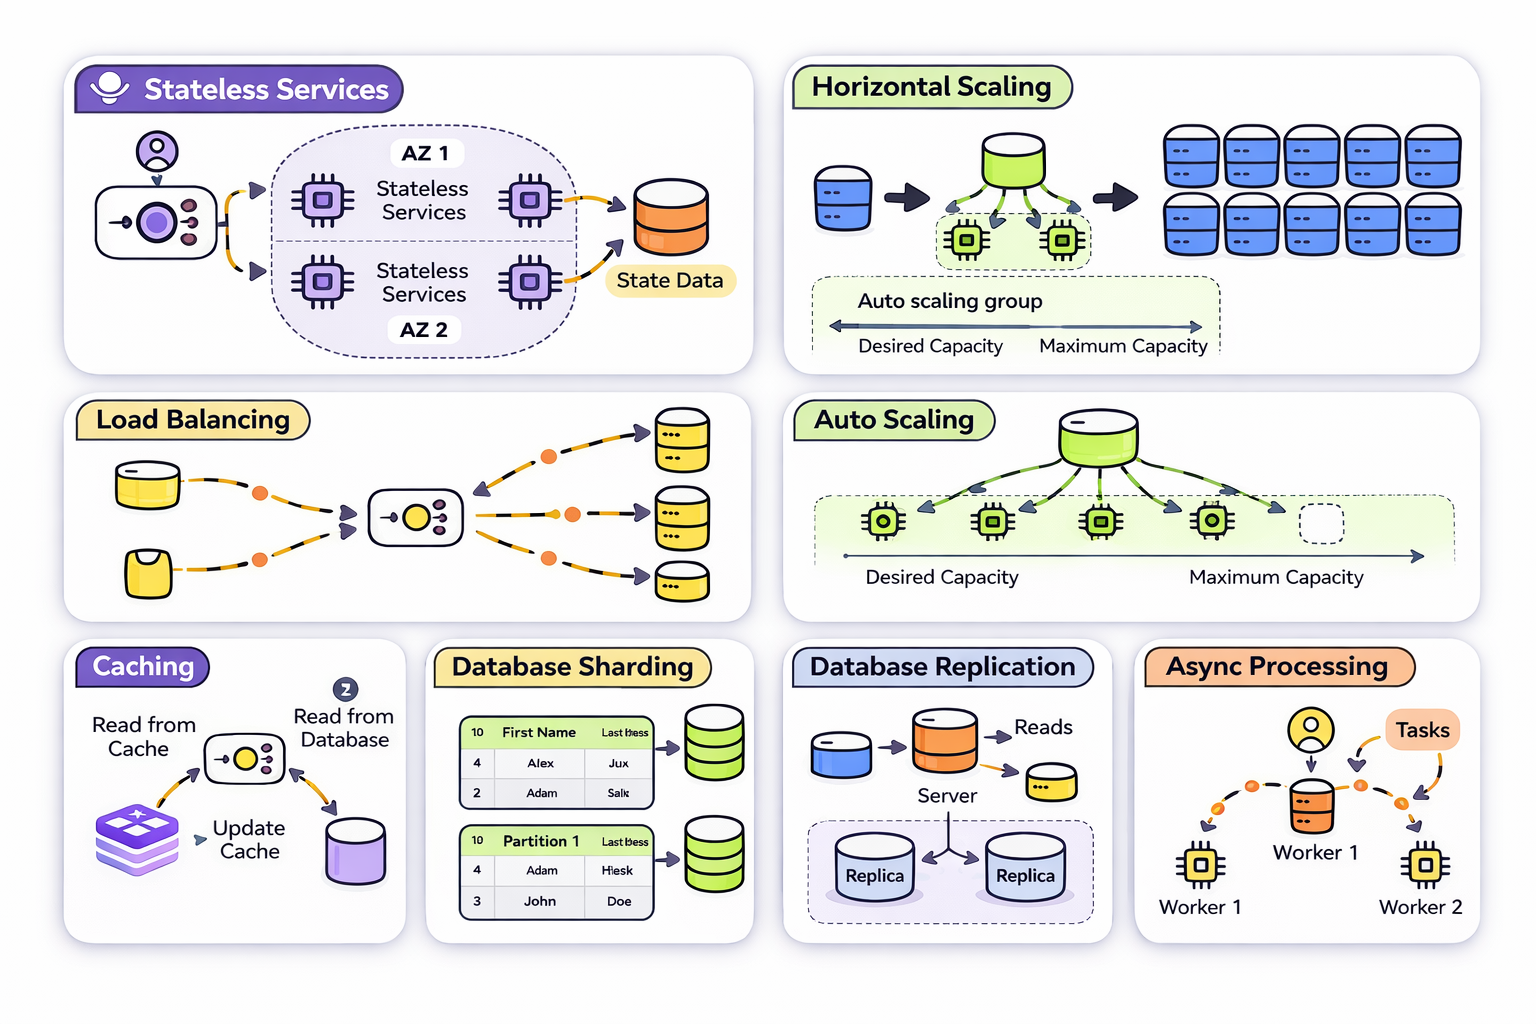 Stateless Services
AZ 1
Stateless
Services
Stateless
Services
AZ 2
State Data
Horizontal Scaling
Auto scaling group
Desired Capacity
Maximum Capacity
Load Balancing
Auto Scaling
Desired Capacity
Maximum Capacity
Caching
2
Read from
Cache
Read from
Database
Update
Cache
Database Sharding
10 First Name Last
4 Alex Jux
2 Adam
10 Partition 1 Last
4 Adam
3 John Doe
Database Replication
Reads
Server
Replica
Replica
Async Processing
Tasks
Worker 1
Worker 1
Worker 2